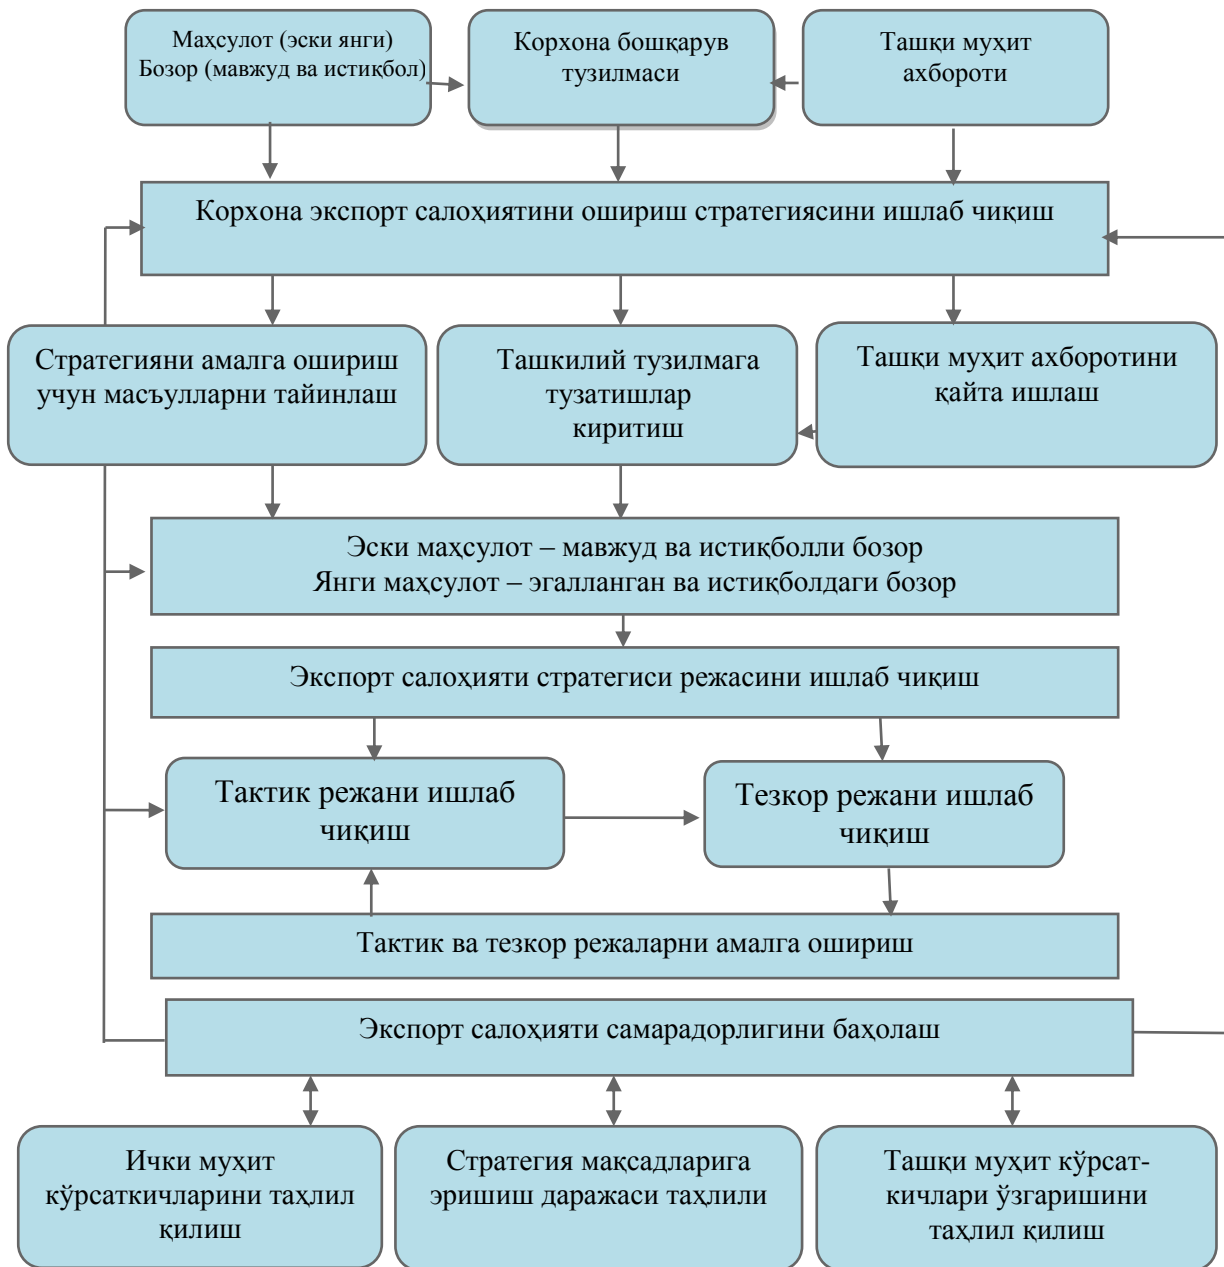 Маҳсулот (эски янги)
Бозор (мавжуд ва истиқбол)
Корхона бошқарув
тузилмаси
Ташқи муҳит
ахбороти
Корхона экспорт салоҳиятини ошириш стратегиясини ишлаб чиқиш
Стратегияни амалга ошириш
учун масъулларни тайинлаш
Ташкилий тузилмага
тузатишлар
киритиш
Ташқи муҳит ахборотини
қайта ишлаш
Эски маҳсулот – мавжуд ва истиқболли бозор
Янги маҳсулот – эгалланган ва истиқболдаги бозор
Экспорт салоҳияти стратегиси режасини ишлаб чиқиш
Тактик режани ишлаб
чиқиш
Тезкор режани ишлаб
чиқиш
Тактик ва тезкор режаларни амалга ошириш
Экспорт салоҳияти самарадорлигини баҳолаш
Ички муҳит
кўрсаткичларини таҳлил
қилиш
Стратегия мақсадларига
эришиш даражаси таҳлили
Ташқи муҳит кўрсат-
кичлари ўзгаришини
таҳлил қилиш